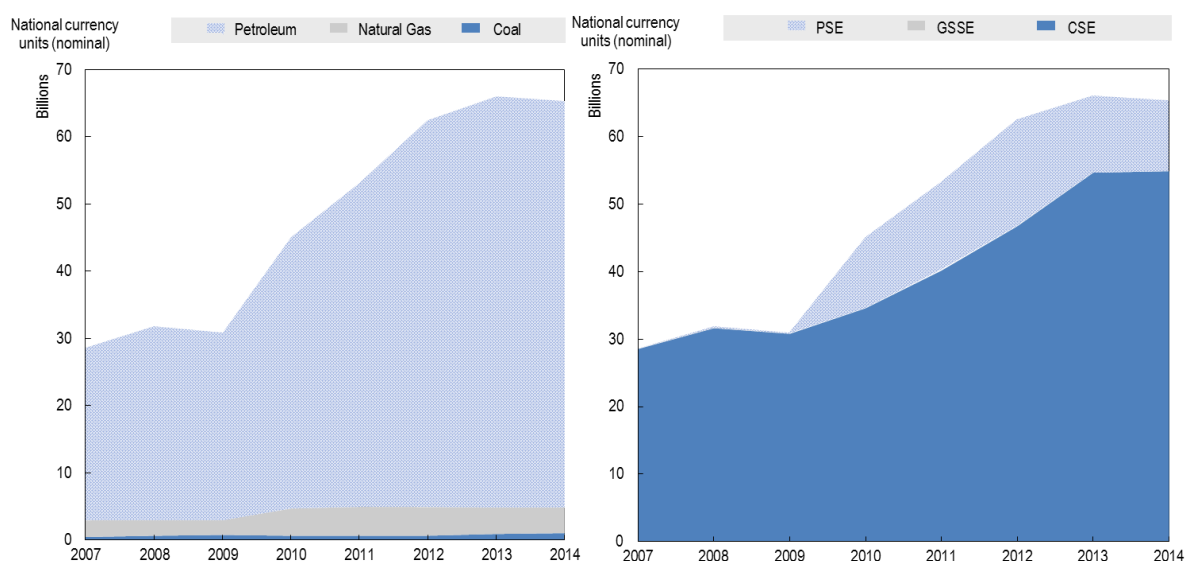 National currency
units (nominal)
Petroleum Natural Gas Coal
Billions
70
60
50
40
30
20
10
0
2007 2008 2009 2010 2011 2012 2013 2014
National currency
units (nominal)
PSE GSSE CSE
Billions
70
60
50
40
30
20
10
0
2007 2008 2009 2010 2011 2012 2013 2014